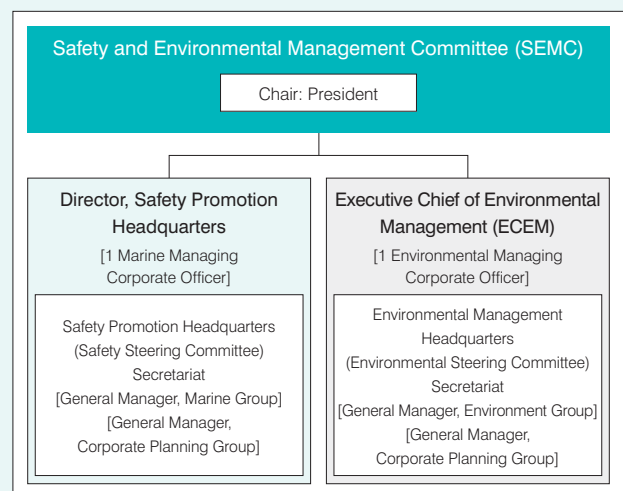 Safety and Environmental Management Committee (SEMC)
Chair: President
Director, Safety Promotion
Headquarters
[1 Marine Managing
Corporate Officer]
Safety Promotion Headquarters
(Safety Steering Committee)
Secretariat
[General Manager, Marine Group]
[General Manager,
Corporate Planning Group]
Executive Chief of Environmental
Management (ECEM)
[1 Environmental Managing
Corporate Officer]
Environmental Management
Headquarters
(Environmental Steering Committee)
Secretariat
[General Manager, Environment Group]
[General Manager,
Corporate Planning Group]